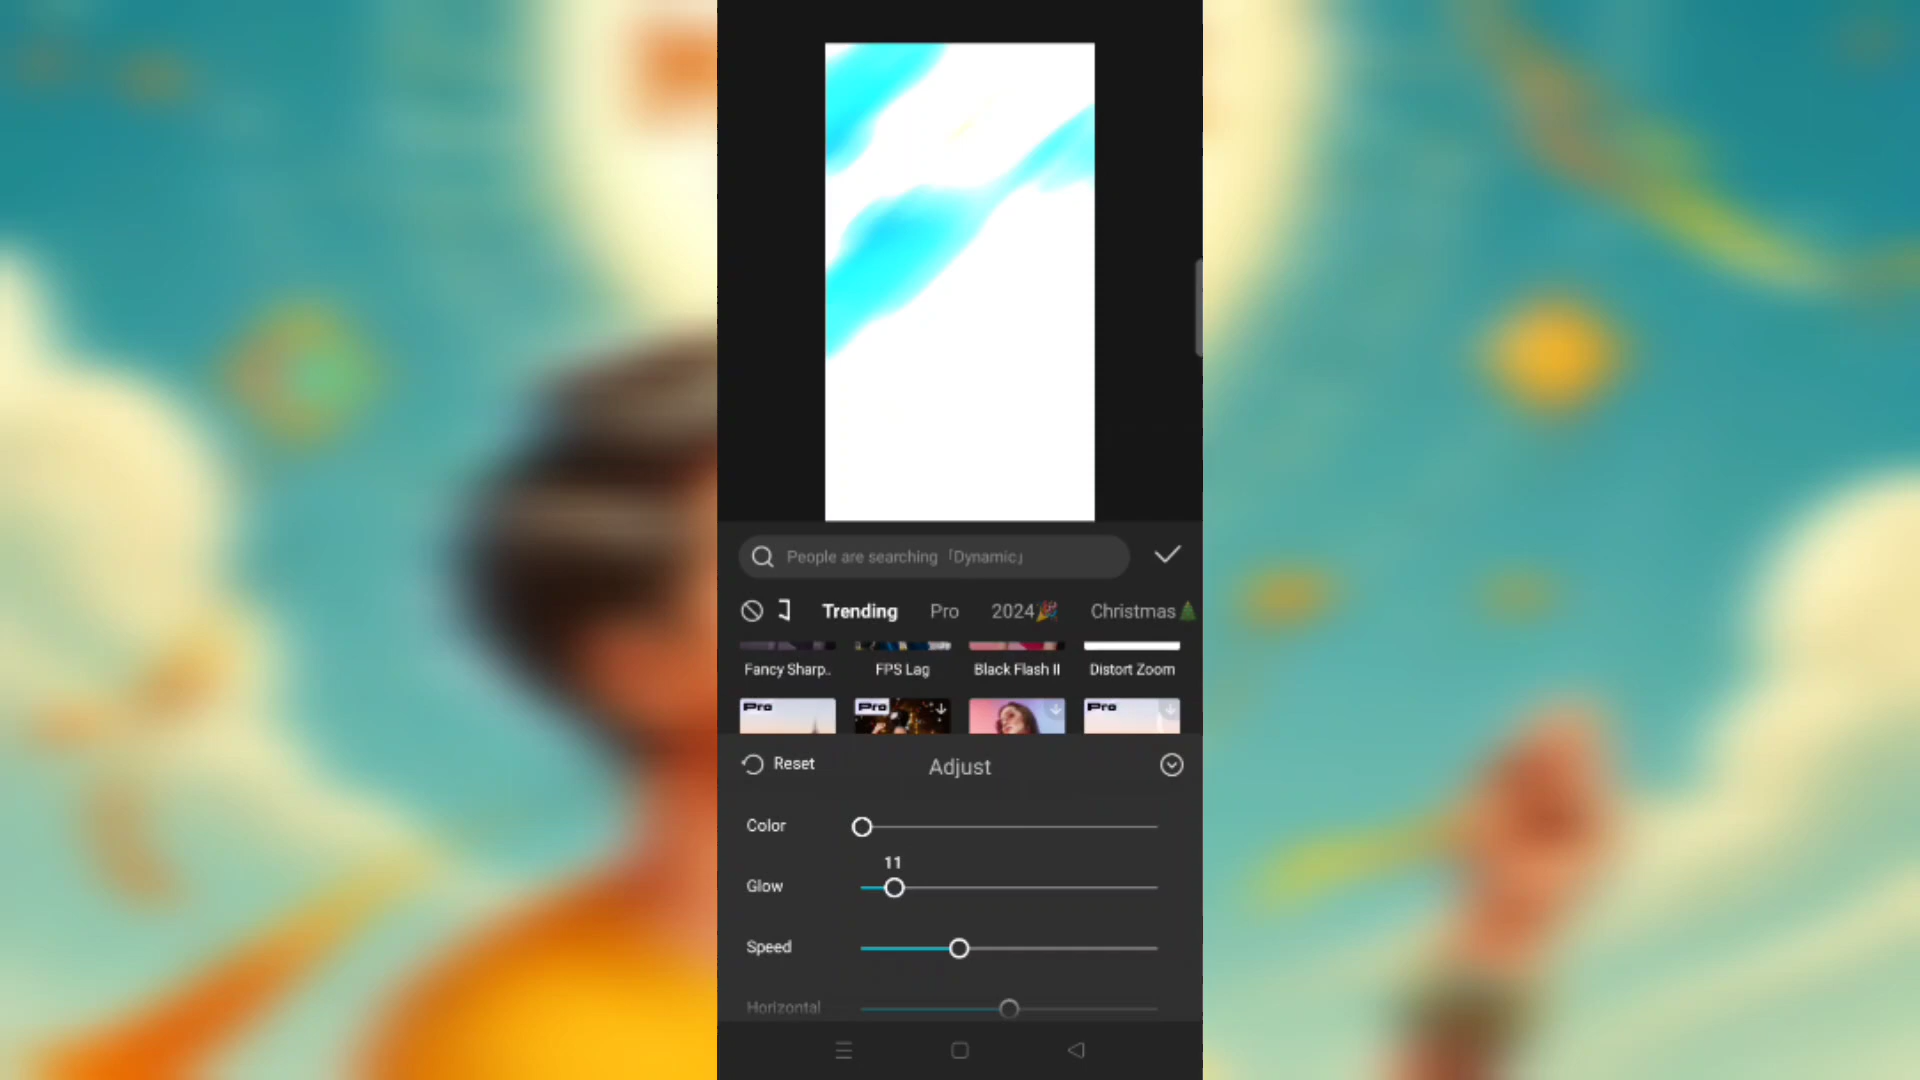 People are searching「Dynamic」
Trending Pro 2024🎉 Christmas🎄
Fancy Sharp.. FPS Lag Black Flash II Distort Zoom
Pro Pro Pro
Reset Adjust
Color
11
Glow
Speed
Horizontal